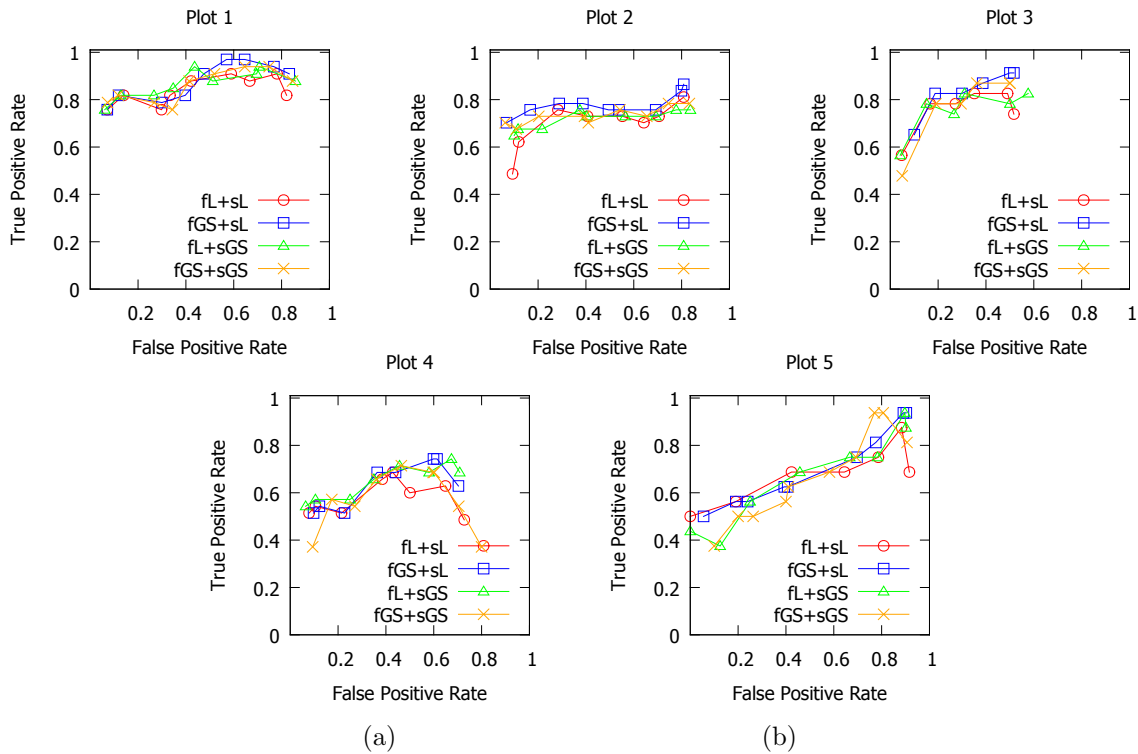 Plot 1
1
0.8
0.6
0.4
0.2
0
True Positive Rate
fL+sL
fGS+sL
fL+sGS
fGS+sGS
0.2 0.4 0.6 0.8 1
False Positive Rate
Plot 2
1
0.8
0.6
0.4
0.2
0
True Positive Rate
fL+sL
fGS+sL
fL+sGS
fGS+sGS
0.2 0.4 0.6 0.8 1
False Positive Rate
Plot 3
1
0.8
0.6
0.4
0.2
0
True Positive Rate
fL+sL
fGS+sL
fL+sGS
fGS+sGS
0.2 0.4 0.6 0.8 1
False Positive Rate
Plot 4
1
0.8
0.6
0.4
0.2
0
True Positive Rate
fL+sL
fGS+sL
fL+sGS
fGS+sGS
0.2 0.4 0.6 0.8 1
False Positive Rate
(a)
Plot 5
1
0.8
0.6
0.4
0.2
0
True Positive Rate
fL+sL
fGS+sL
fL+sGS
fGS+sGS
0.2 0.4 0.6 0.8 1
False Positive Rate
(b)